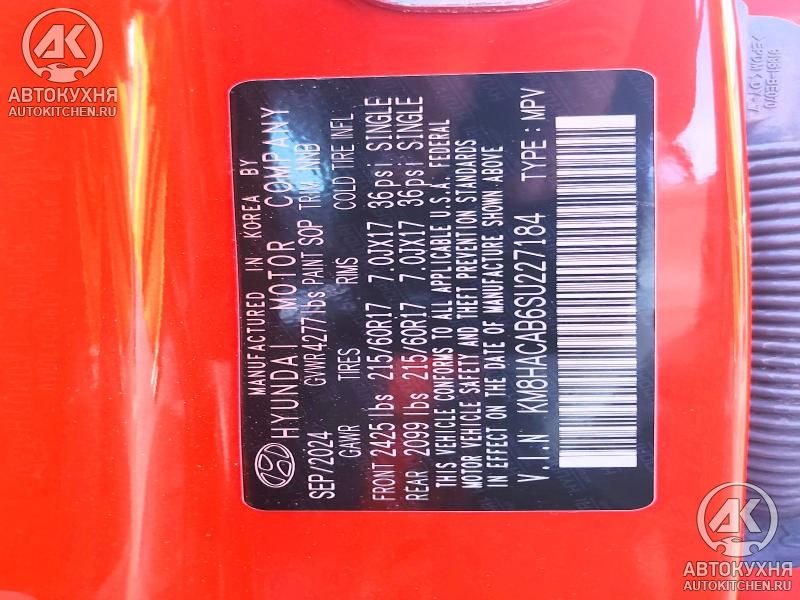 MANUFACTURED IN KOREA BY
HYUNDAI MOTOR COMPANY
SEP/2024 GVWR 4277lbs PAINT SOP TRIM NNB
GAWR TIRES RIMS COLD TIRE INFL
FRONT 2425 lbs 215/60R17 7.0JX17 36psi SINGLE
REAR 2099 lbs 215/60R17 7.0JX17 36psi SINGLE
THIS VEHICLE CONFORMS TO ALL APPLICABLE U.S.A. FEDERAL
MOTOR VEHICLE SAFETY AND THEFT PREVENTION STANDARDS
IN EFFECT ON THE DATE OF MANUFACTURE SHOWN ABOVE
V.I.N KM8HACAB6SU227184 TYPE : MPV
АК
АВТОКУХНЯ
AUTOKITCHEN.RU
АК
АВТОКУХНЯ
AUTOKITCHEN.RU